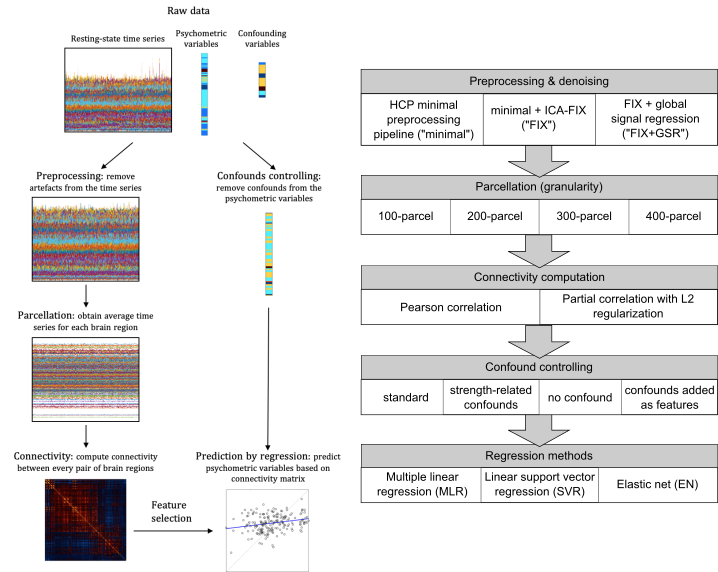 Raw data
Resting-state time series
Psychometric
variables
Confounding
variables
Preprocessing: remove
artefacts from the time series
Confounds controlling:
remove confounds from the
psychometric variables
Parcellation: obtain average time
series for each brain region
Connectivity: compute connectivity
between every pair of brain regions
Prediction by regression: predict
psychometric variables based on
connectivity matrix
Feature
selection
Preprocessing & denoising
HCP minimal
preprocessing
pipeline ("minimal")
minimal + ICA-FIX
("FIX")
FIX + global
signal regression
("FIX+GSR")
Parcellation (granularity)
100-parcel
200-parcel
300-parcel
400-parcel
Connectivity computation
Pearson correlation
Partial correlation with L2
regularization
Confound controlling
standard
strength-related
confounds
no confound
confounds added
as features
Regression methods
Multiple linear
regression (MLR)
Linear support vector
regression (SVR)
Elastic net (EN)